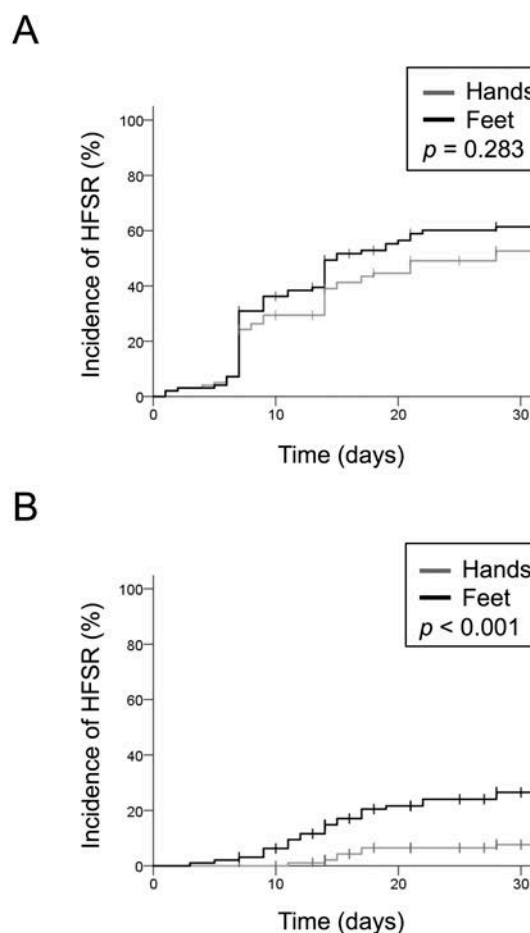 A
Hands
Feet
p = 0.283
Incidence of HFSR (%)
100
80
60
40
20
0
0 10 20 30
Time (days)
B
Hands
Feet
p < 0.001
Incidence of HFSR (%)
100
80
60
40
20
0
0 10 20 30
Time (days)